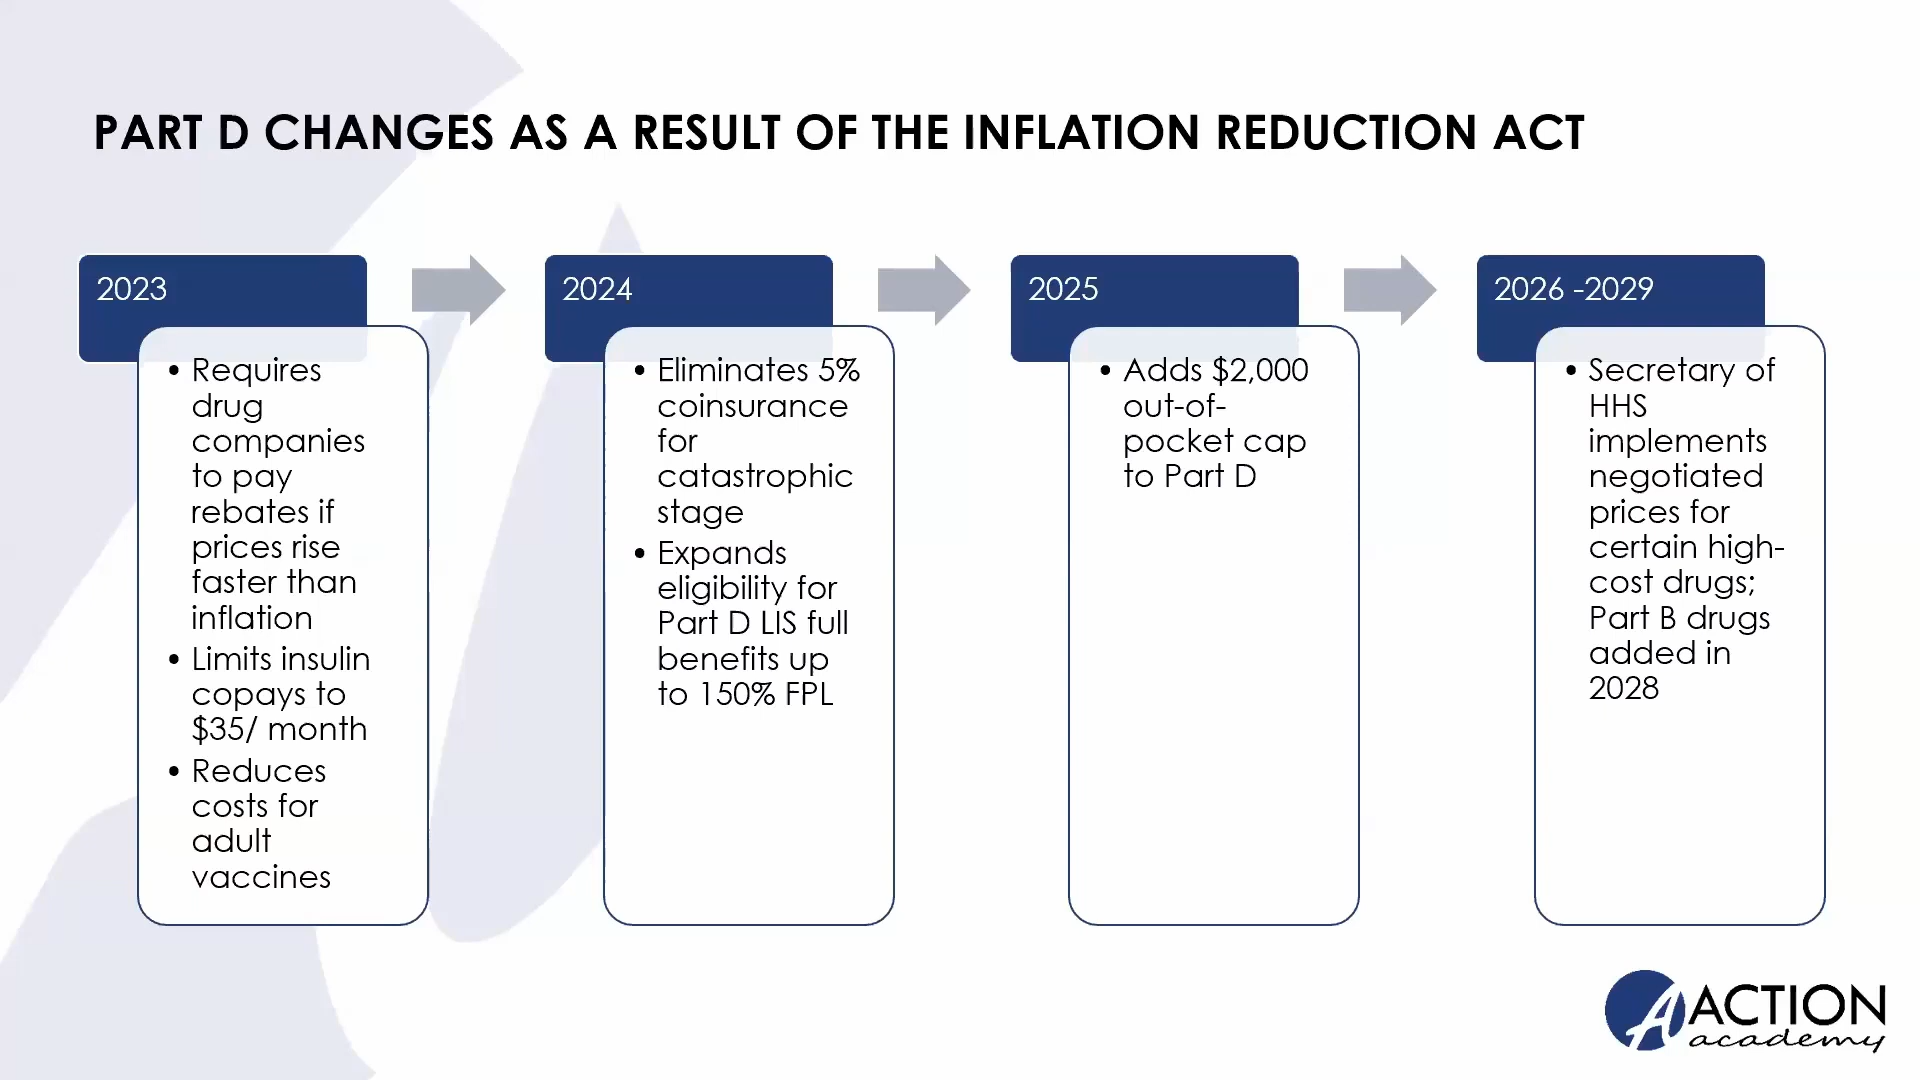 PART D CHANGES AS A RESULT OF THE INFLATION REDUCTION ACT
2023
• Requires
drug
companies
to pay
rebates if
prices rise
faster than
inflation
• Limits insulin
copays to
$35/ month
• Reduces
costs for
adult
vaccines
2024
• Eliminates 5%
coinsurance
for
catastrophic
stage
• Expands
eligibility for
Part D LIS full
benefits up
to 150% FPL
2025
• Adds $2,000
out-of-
pocket cap
to Part D
2026 -2029
• Secretary of
HHS
implements
negotiated
prices for
certain high-
cost drugs;
Part B drugs
added in
2028
A ACTION
academy